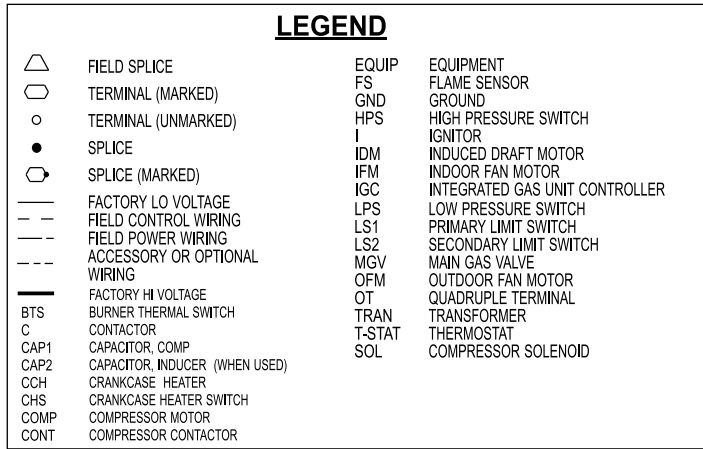 LEGEND
FIELD SPLICE
TERMINAL (MARKED)
TERMINAL (UNMARKED)
SPLICE
SPLICE (MARKED)
FACTORY LO VOLTAGE
FIELD CONTROL WIRING
FIELD POWER WIRING
ACCESSORY OR OPTIONAL
WIRING
FACTORY HI VOLTAGE
BTS BURNER THERMAL SWITCH
C CONTACTOR
CAP1 CAPACITOR, COMP
CAP2 CAPACITOR, INDUCER (WHEN USED)
CCH CRANKCASE HEATER
CHS CRANKCASE HEATER SWITCH
COMP COMPRESSOR MOTOR
CONT COMPRESSOR CONTACTOR
EQUIP EQUIPMENT
FS FLAME SENSOR
GND GROUND
HPS HIGH PRESSURE SWITCH
I IGNITOR
IDM INDUCED DRAFT MOTOR
IFM INDOOR FAN MOTOR
IGC INTEGRATED GAS UNIT CONTROLLER
LPS LOW PRESSURE SWITCH
LS1 PRIMARY LIMIT SWITCH
LS2 SECONDARY LIMIT SWITCH
MGV MAIN GAS VALVE
OFM OUTDOOR FAN MOTOR
OT QUADRUPLE TERMINAL
TRAN TRANSFORMER
T-STAT THERMOSTAT
SOL COMPRESSOR SOLENOID